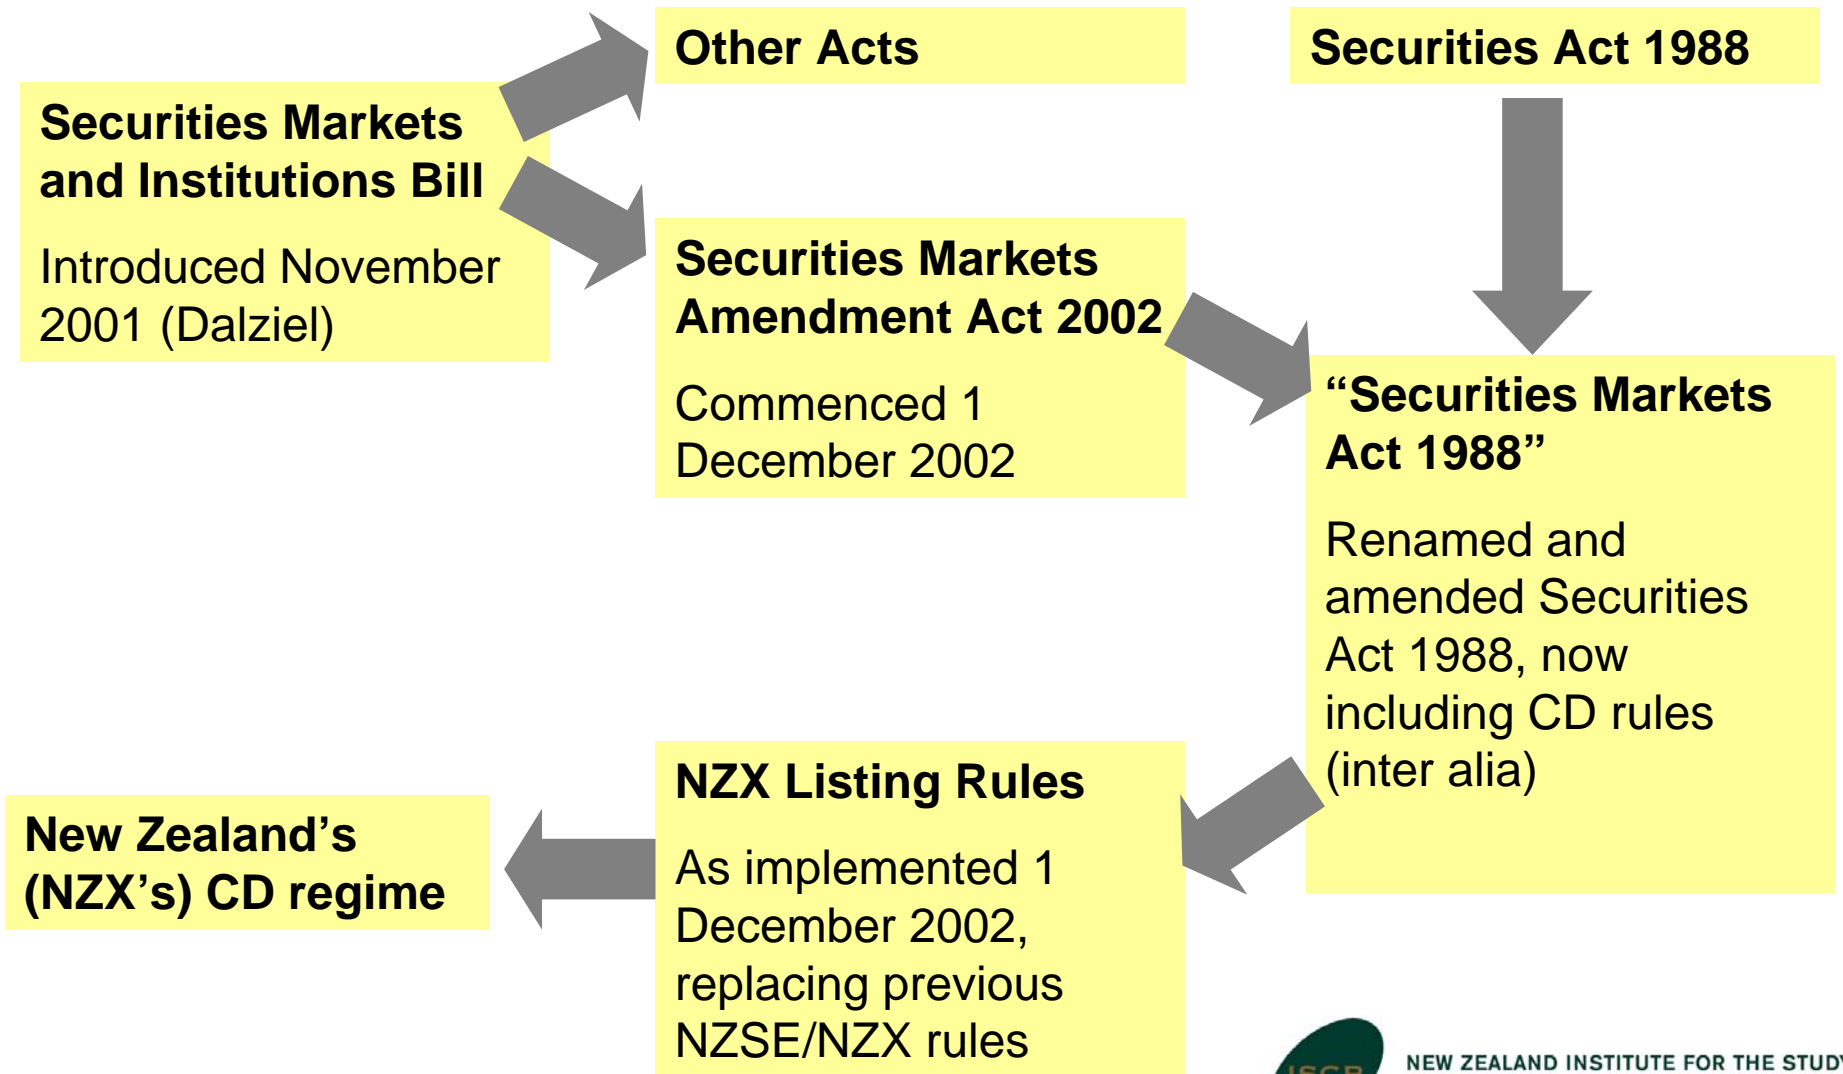 Other Acts
Securities Act 1988
Securities Markets
and Institutions Bill
Introduced November
2001 (Dalziel)
Securities Markets
Amendment Act 2002
Commenced 1
December 2002
“Securities Markets
Act 1988”
Renamed and
amended Securities
Act 1988, now
including CD rules
(inter alia)
NZX Listing Rules
As implemented 1
December 2002,
replacing previous
NZSE/NZX rules
New Zealand’s
(NZX’s) CD regime
NEW ZEALAND INSTITUTE FOR THE STUDY